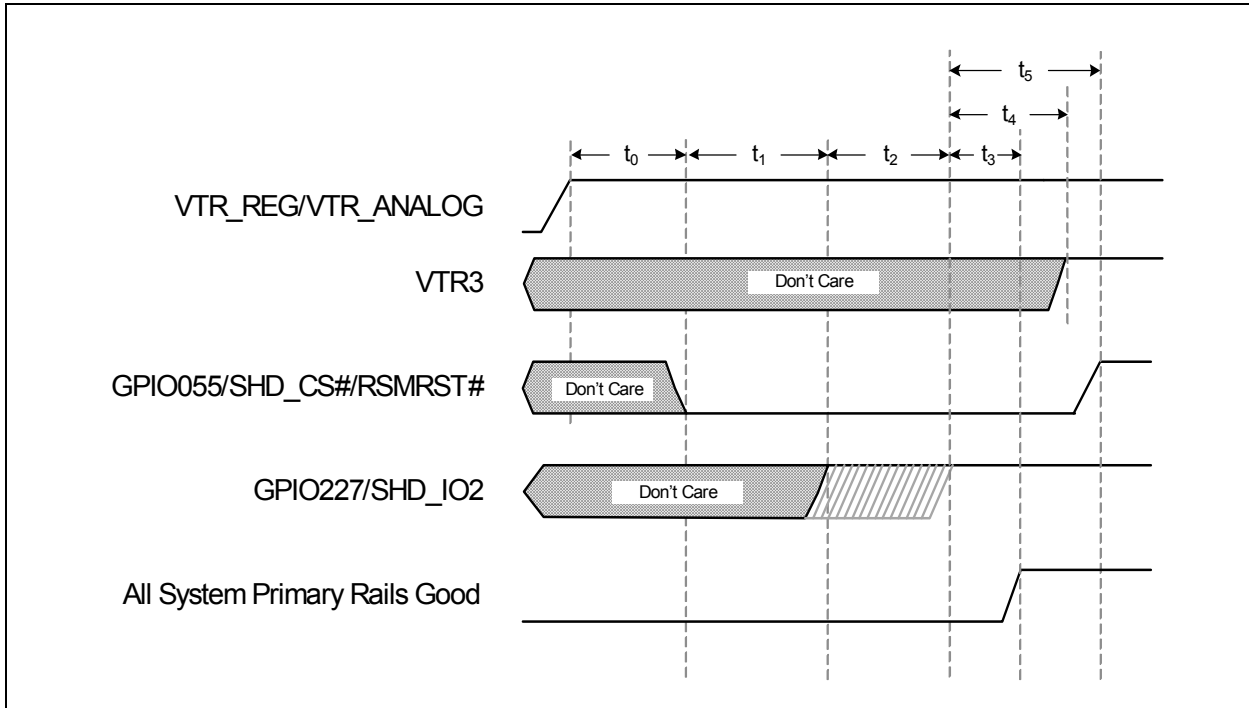 t5
t4
t0
t1
t2
t3
VTR_REG/VTR_ANALOG
VTR3
Don't Care
GPIO055/SHD_CS#/RSMRST#
Don't Care
GPIO227/SHD_IO2
Don't Care
All System Primary Rails Good